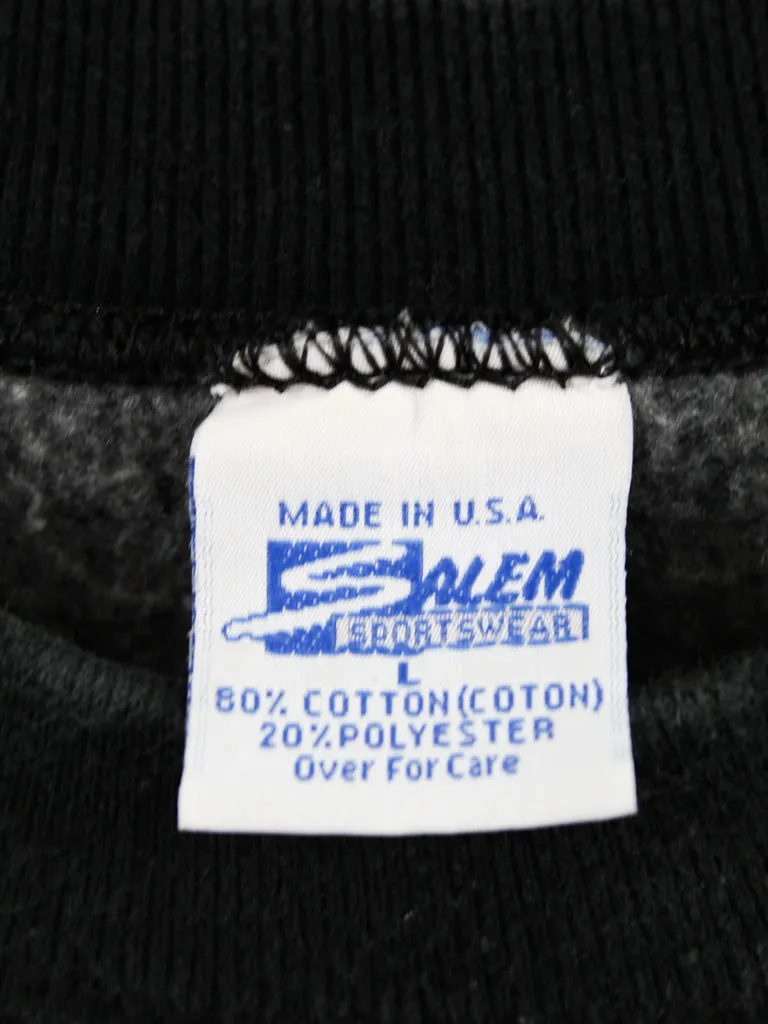 MADE IN U.S.A.
SALEM
SPORTSWEAR
L
80% COTTON (COTON)
20% POLYESTER
Over For Care